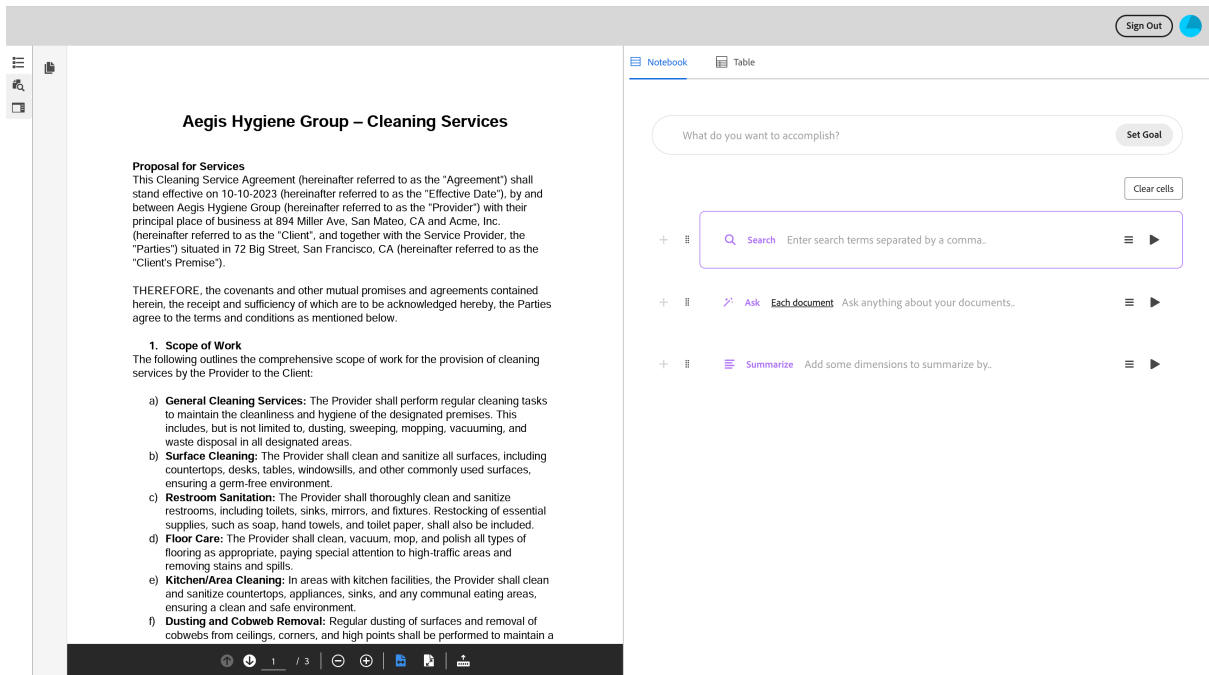 Sign Out
Aegis Hygiene Group – Cleaning Services
Proposal for Services
This Cleaning Service Agreement (hereinafter referred to as the "Agreement") shall
stand effective on 10-10-2023 (hereinafter referred to as the "Effective Date"), by and
between Aegis Hygiene Group (hereinafter referred to as the "Provider") with their
principal place of business at 894 Miller Ave, San Mateo, CA and Acme, Inc.
(hereinafter referred to as the "Client", and together with the Service Provider, the
"Parties") situated in 72 Big Street, San Francisco, CA (hereinafter referred to as the
"Client's Premise").
THEREFORE, the covenants and other mutual promises and agreements contained
herein, the receipt and sufficiency of which are to be acknowledged hereby, the Parties
agree to the terms and conditions as mentioned below.
1. Scope of Work
The following outlines the comprehensive scope of work for the provision of cleaning
services by the Provider to the Client:
a) General Cleaning Services: The Provider shall perform regular cleaning tasks
to maintain the cleanliness and hygiene of the designated premises. This
includes, but is not limited to, dusting, sweeping, mopping, vacuuming, and
waste disposal in all designated areas.
b) Surface Cleaning: The Provider shall clean and sanitize all surfaces, including
countertops, desks, tables, windowsills, and other commonly used surfaces,
ensuring a germ-free environment.
c) Restroom Sanitation: The Provider shall thoroughly clean and sanitize
restrooms, including toilets, sinks, mirrors, and fixtures. Restocking of essential
supplies, such as soap, hand towels, and toilet paper, shall also be included.
d) Floor Care: The Provider shall clean, vacuum, mop, and polish all types of
flooring as appropriate, paying special attention to high-traffic areas and
removing stains and spills.
e) Kitchen/Area Cleaning: In areas with kitchen facilities, the Provider shall clean
and sanitize countertops, appliances, sinks, and any communal eating areas,
ensuring a clean and safe environment.
f) Dusting and Cobweb Removal: Regular dusting of surfaces and removal of
cobwebs from ceilings, corners, and high points shall be performed to maintain a
1 / 3
Notebook Table
What do you want to accomplish? Set Goal
Clear cells
Search Enter search terms separated by a comma..
Ask Each document Ask anything about your documents..
Summarize Add some dimensions to summarize by..